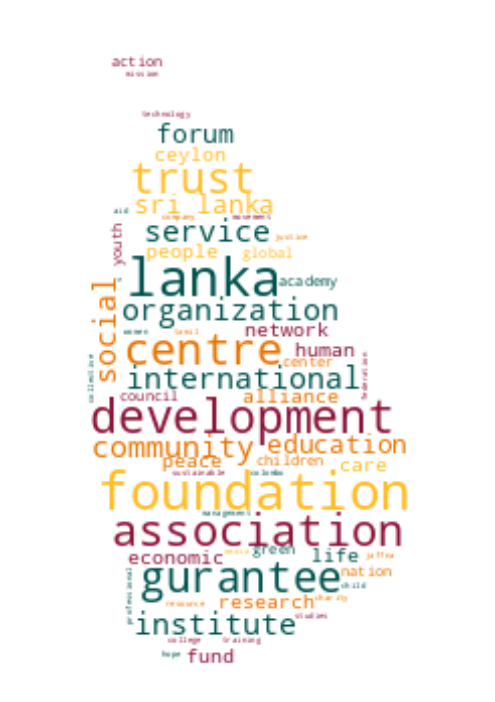 action
mission
technology
forum
ceylon
trust
sri lanka
aid
company
movement
service
youth
justice
people
global
lanka
academy
social
organization
women
tamil
network
centre
human
center
collective
federation
international
council
alliance
development
community
education
peace
children
care
sustainable
colombo
foundation
management
association
media
green
economic
life
jaffna
gurantee
nation
child
professional
resource
research
charity
institute
studies
college
training
hope
fund